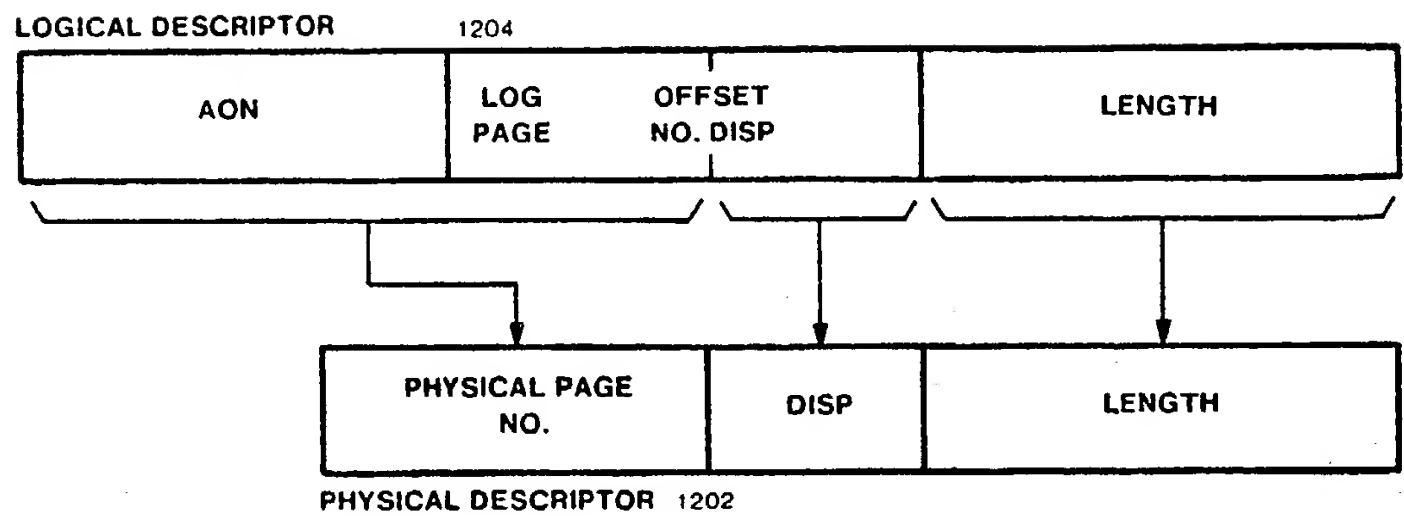 LOGICAL DESCRIPTOR 1204
AON
LOG OFFSET
PAGE NO. DISP
LENGTH
PHYSICAL PAGE
NO.
DISP
LENGTH
PHYSICAL DESCRIPTOR 1202